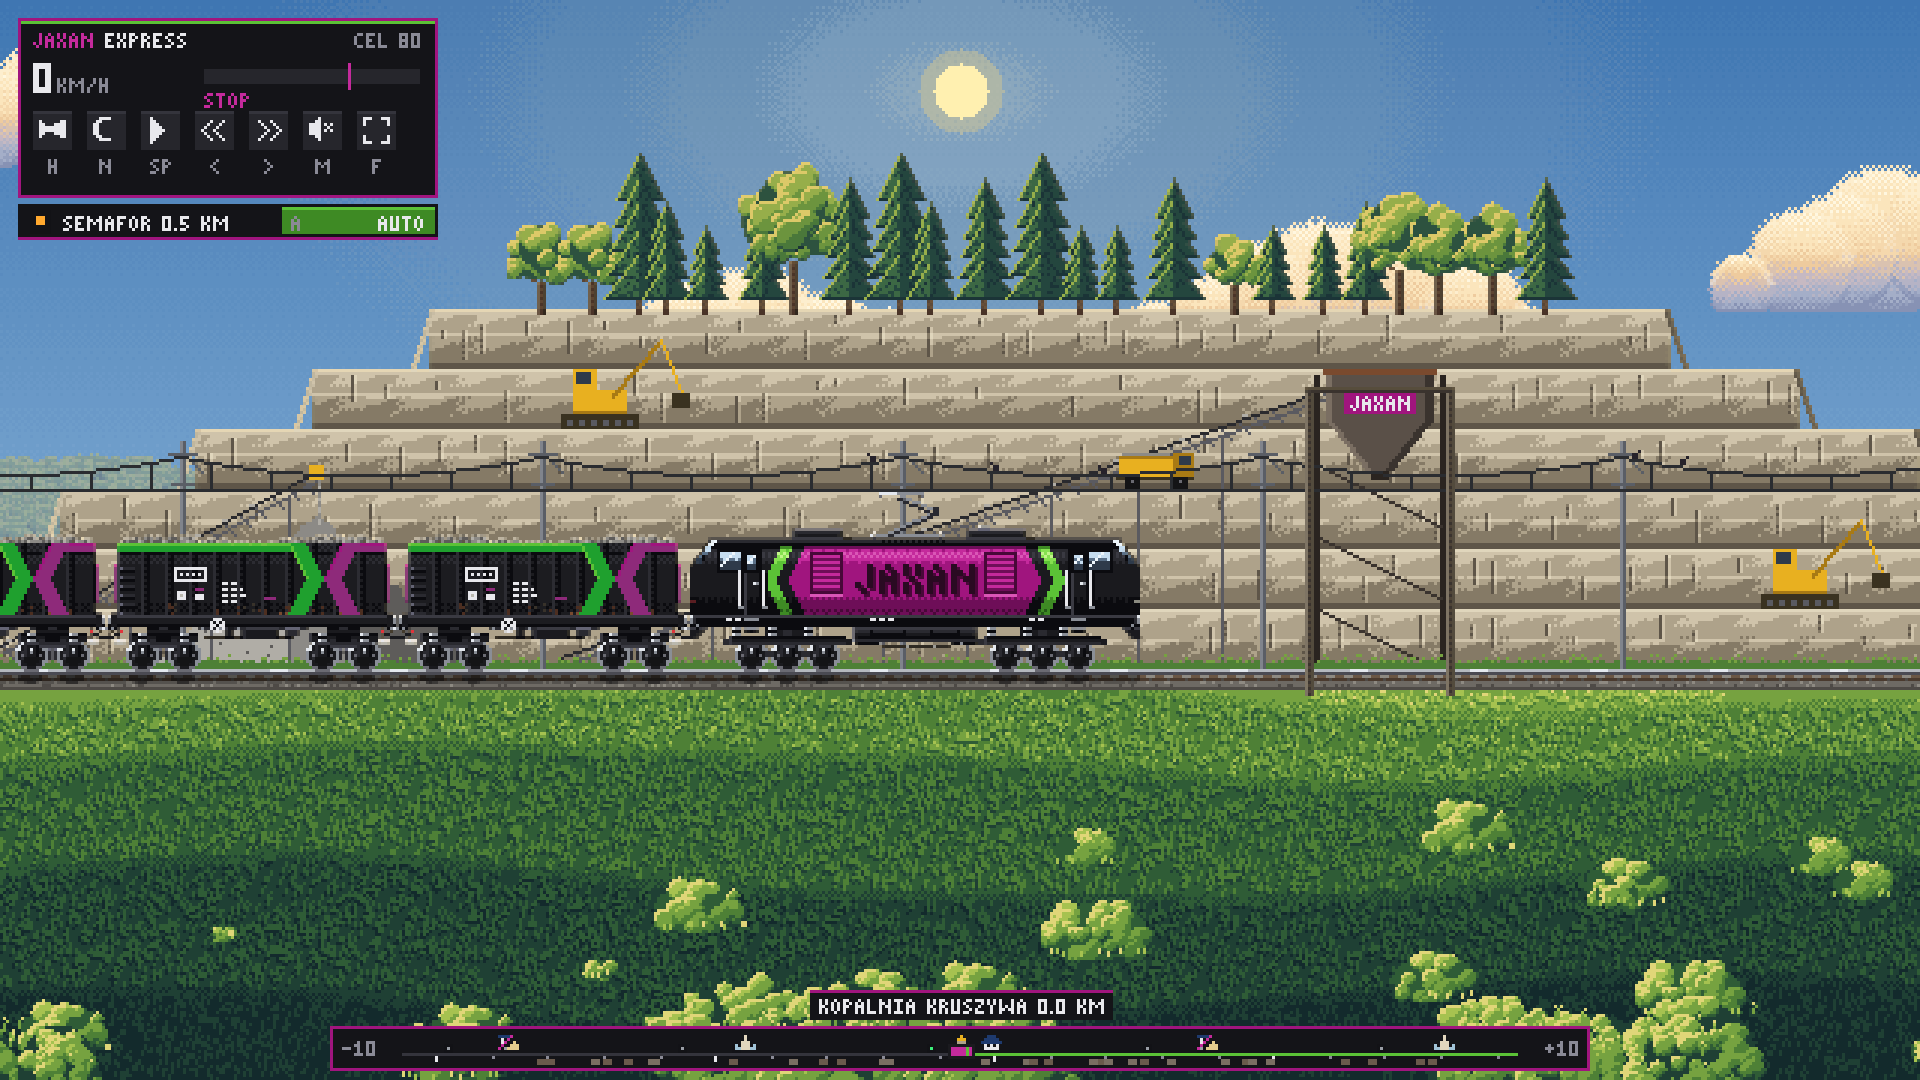 JAXAN EXPRESS CEL 80
0 KM/H
STOP
H N SP < > M F
SEMAFOR 0.5 KM A AUTO
JAXAN
JAXAN
KOPALNIA KRUSZYWA 0.0 KM
-10 +10